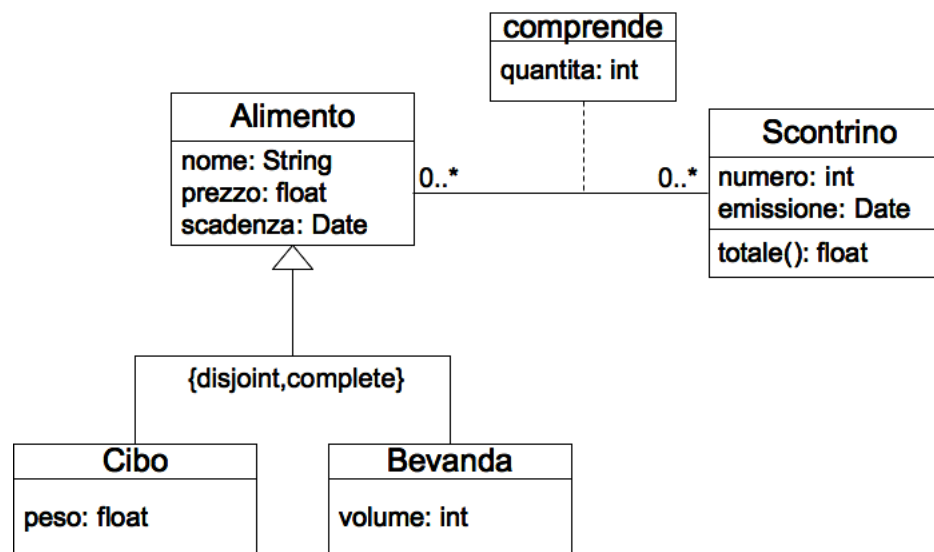 comprende
quantita: int
Alimento
nome: String
prezzo: float
scadenza: Date
0..*
0..*
Scontrino
numero: int
emissione: Date
totale(): float
{disjoint,complete}
Cibo
peso: float
Bevanda
volume: int